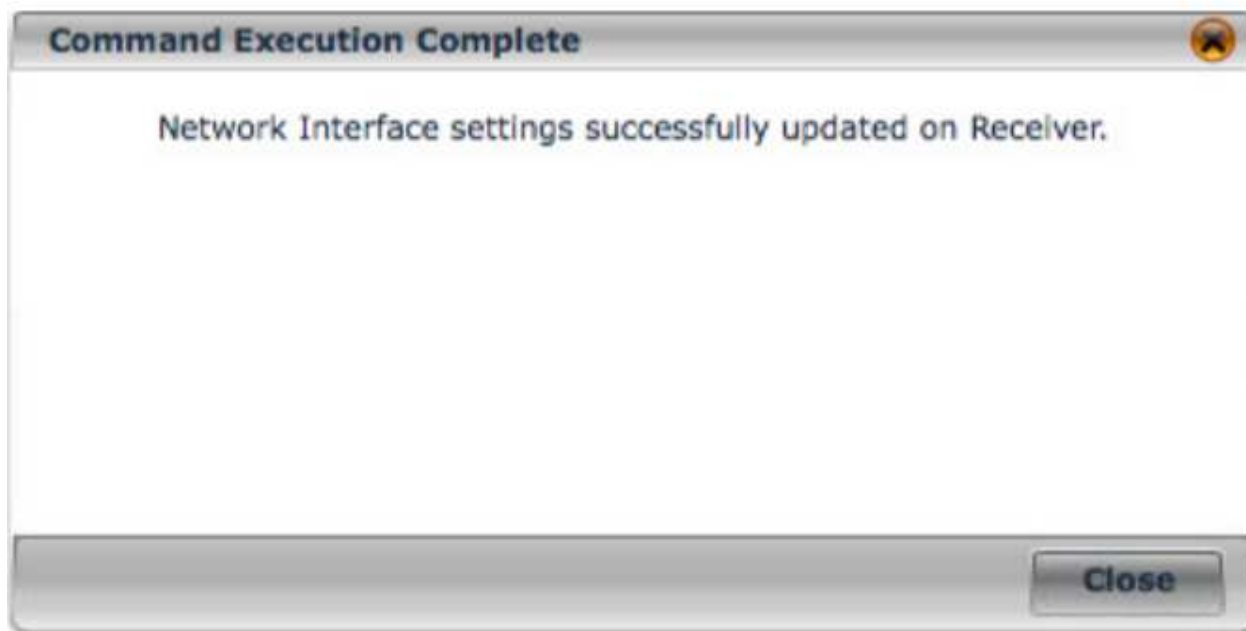 Command Execution Complete
Network Interface settings successfully updated on Receiver.
Close